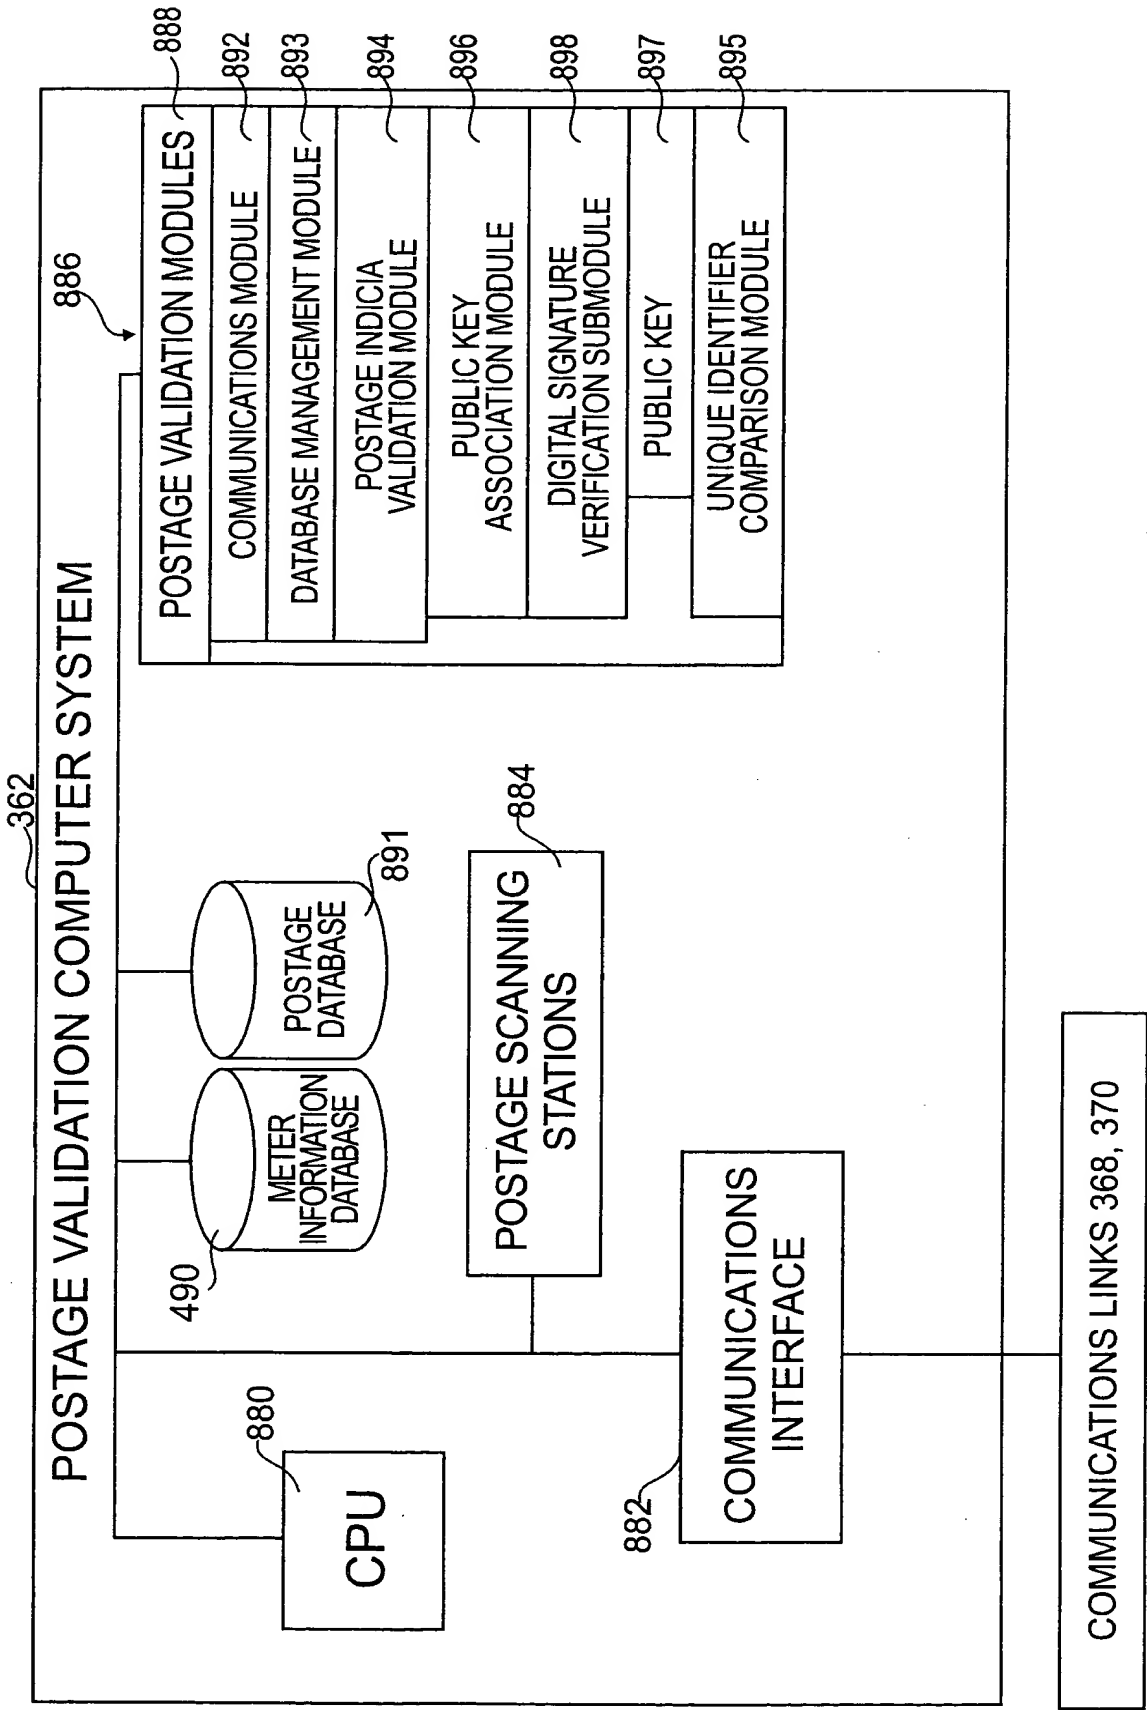 362
POSTAGE VALIDATION COMPUTER SYSTEM
880
CPU
490
METER
INFORMATION
DATABASE
POSTAGE
DATABASE
891
POSTAGE SCANNING
STATIONS
884
882
COMMUNICATIONS
INTERFACE
COMMUNICATIONS LINKS 368, 370
886
POSTAGE VALIDATION MODULES
888
COMMUNICATIONS MODULE
892
DATABASE MANAGEMENT MODULE
893
POSTAGE INDICIA
VALIDATION MODULE
894
PUBLIC KEY
ASSOCIATION MODULE
896
DIGITAL SIGNATURE
VERIFICATION SUBMODULE
898
PUBLIC KEY
897
UNIQUE IDENTIFIER
COMPARISON MODULE
895